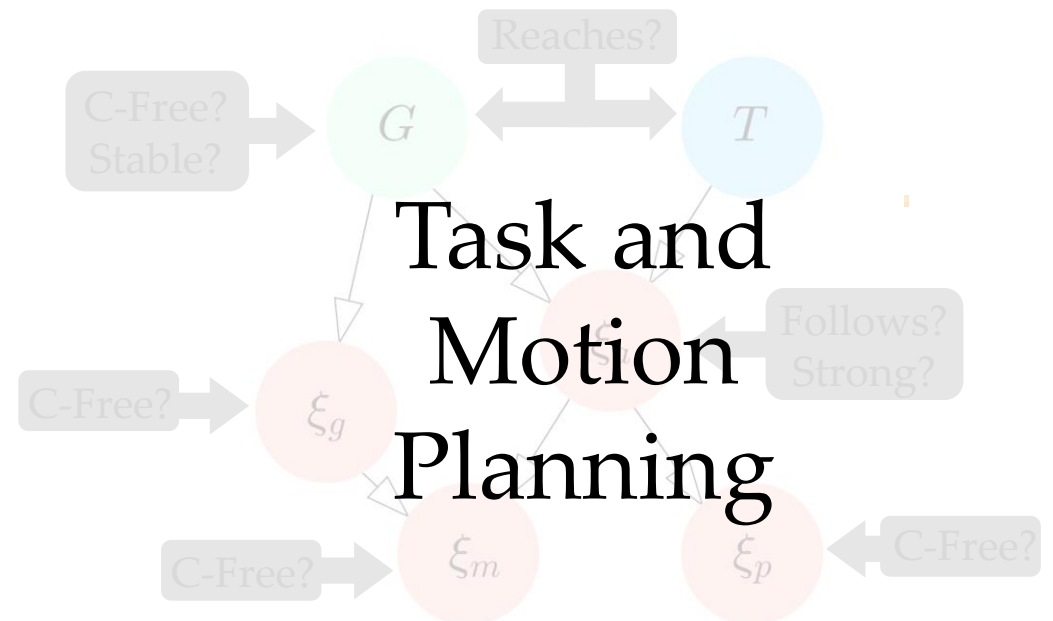 Reaches?
C-Free?
Stable?
G
T
Task and
Motion
Planning
Follows?
Strong?
C-Free?
ξg
C-Free?
ξm
ξp
C-Free?